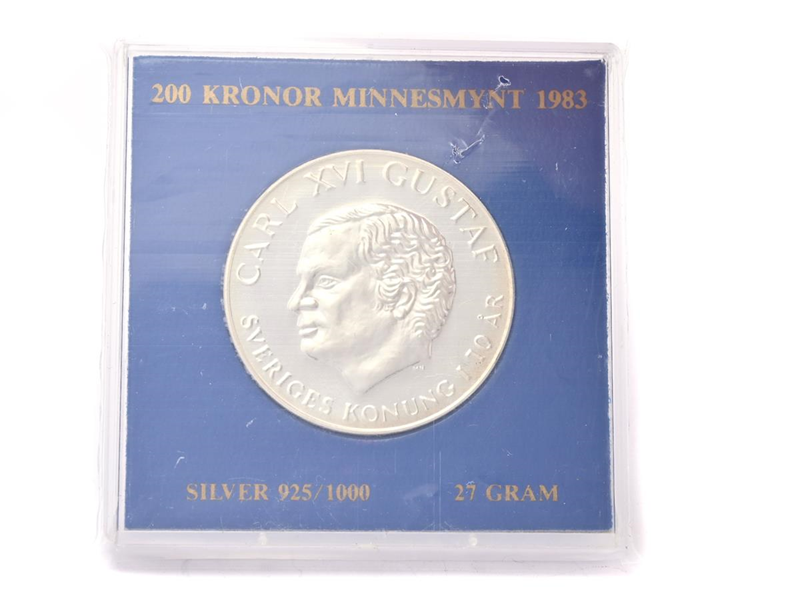 200 KRONOR MINNESMYNT 1983
CARL XVI GUSTAF
SVERIGES KONUNG I 10 ÅR
SILVER 925/1000 27 GRAM